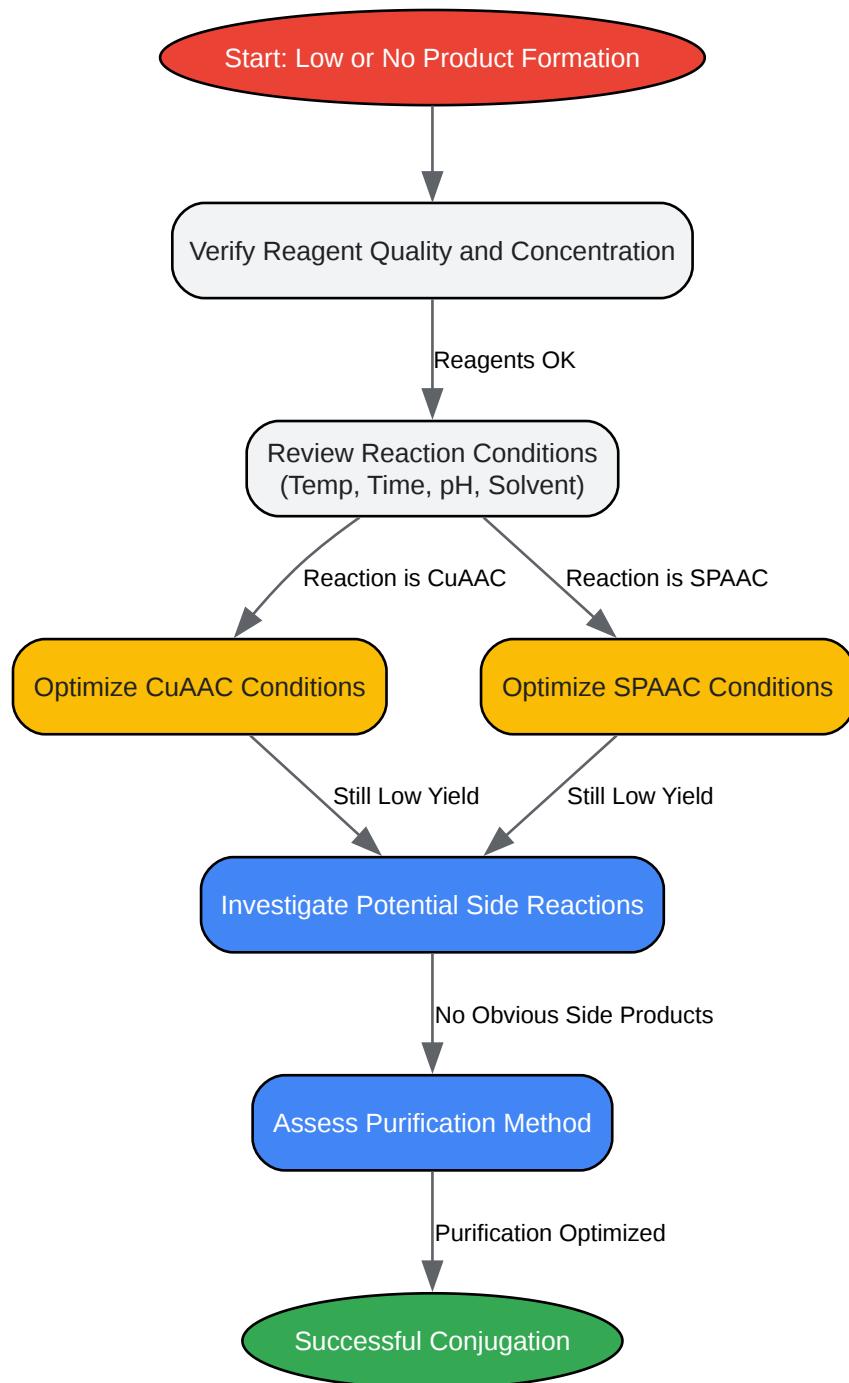 Start: Low or No Product Formation
Verify Reagent Quality and Concentration
Reagents OK
Review Reaction Conditions
(Temp, Time, pH, Solvent)
Reaction is CuAAC
Reaction is SPAAC
Optimize CuAAC Conditions
Optimize SPAAC Conditions
Still Low Yield
Still Low Yield
Investigate Potential Side Reactions
No Obvious Side Products
Assess Purification Method
Purification Optimized
Successful Conjugation